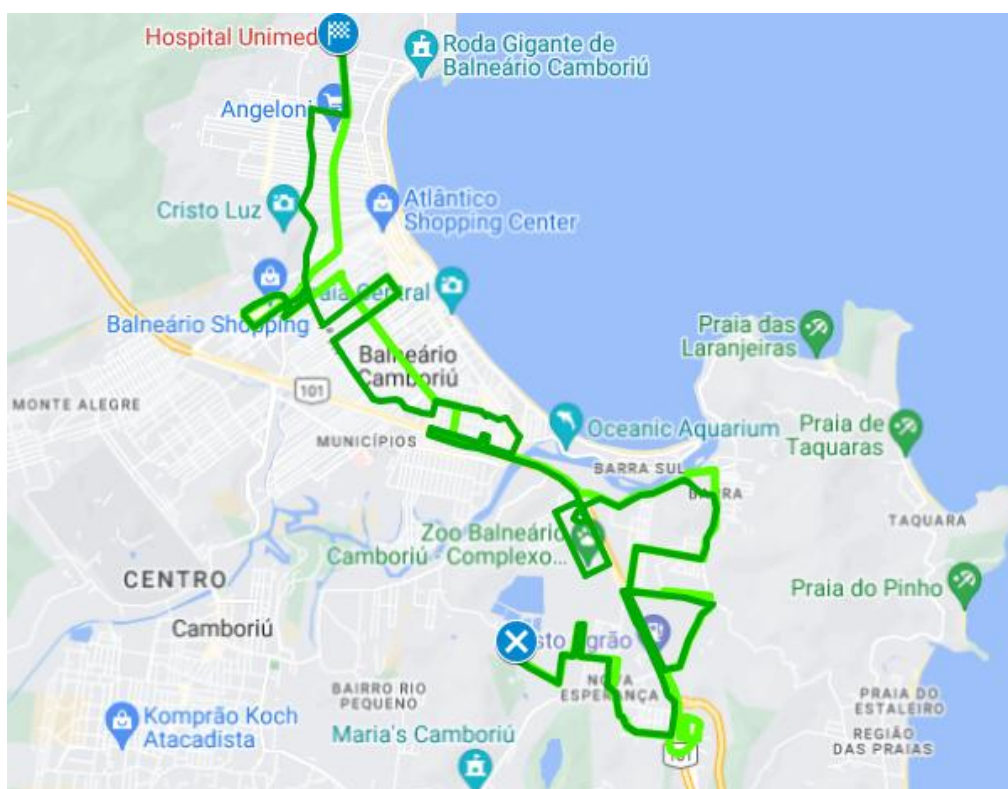 Hospital Unimed
Roda Gigante de
Balneário Camboriú
Angeloni
Cristo Luz
Atlântico
Shopping Center
Central
Balneário Shopping
Praia das
Laranjeiras
Balneário
Camboriú
101
MONTE ALEGRE
MUNICÍPIOS
Oceanic Aquarium
Praia de
Taquaras
BARRA SUL
BARRA
TAQUARA
Zoo Balneário
Camboriú - Complexo...
CENTRO
Praia do Pinho
Camboriú
NOVA
ESPERANÇA
BAIRRO RIO
PEQUENO
PRAIA DO
ESTALEIRO
Komprão Koch
Atacadista
Maria's Camboriú
REGIÃO
DAS PRAIAS
101